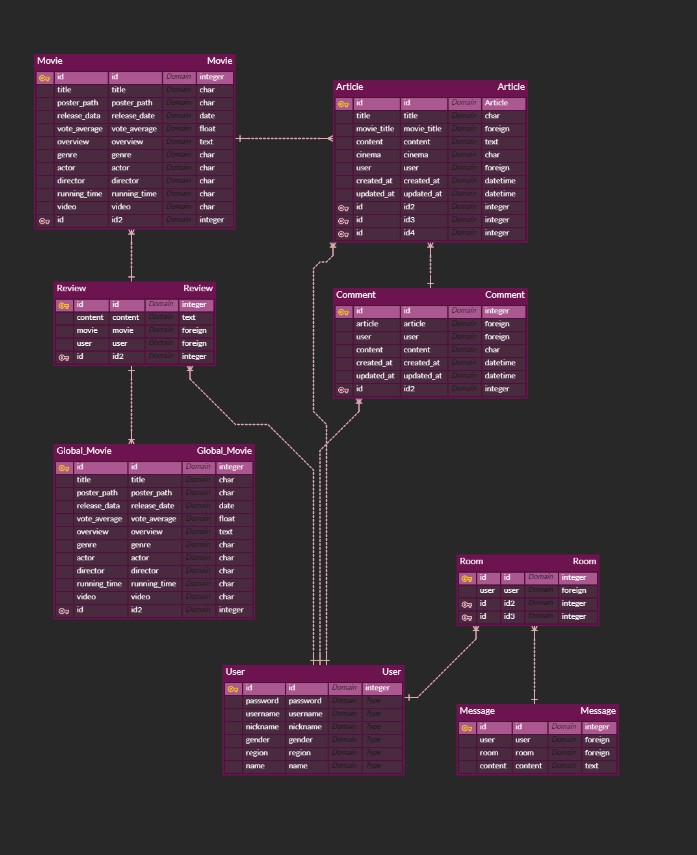 Movie Movie
id id Domain integer
title title Domain char
poster_path poster_path Domain char
release_data release_date Domain date
vote_average vote_average Domain float
overview overview Domain text
genre genre Domain char
actor actor Domain char
director director Domain char
running_time running_time Domain char
video video Domain char
id id2 Domain integer
Article Article
id id Domain Article
title title Domain char
movie_title movie_title Domain foreign
content content Domain text
cinema cinema Domain char
user user Domain foreign
created_at created_at Domain datetime
updated_at updated_at Domain datetime
id id2 Domain integer
id id3 Domain integer
id id4 Domain integer
Review Review
id id Domain integer
content content Domain text
movie movie Domain foreign
user user Domain foreign
id id2 Domain integer
Comment Comment
id id Domain integer
article article Domain foreign
user user Domain foreign
content content Domain char
created_at created_at Domain datetime
updated_at updated_at Domain datetime
id id2 Domain integer
Global_Movie Global_Movie
id id Domain integer
title title Domain char
poster_path poster_path Domain char
release_data release_date Domain date
vote_average vote_average Domain float
overview overview Domain text
genre genre Domain char
actor actor Domain char
director director Domain char
running_time running_time Domain char
video video Domain char
id id2 Domain integer
Room Room
id id Domain integer
user user Domain foreign
id id2 Domain integer
id id3 Domain integer
User User
id id Domain integer
password password Domain Type
username username Domain Type
nickname nickname Domain Type
gender gender Domain Type
region region Domain Type
name name Domain Type
Message Message
id id Domain integer
user user Domain foreign
room room Domain foreign
content content Domain text